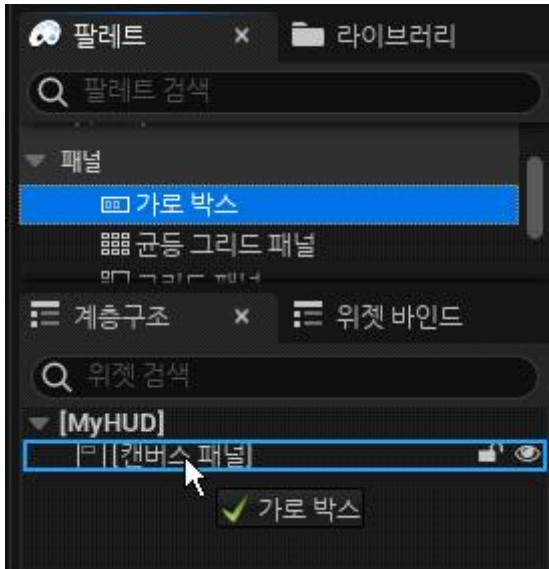 팔레트
라이브러리
팔레트 검색
패널
가로 박스
균등 그리드 패널
계층구조
위젯 바인드
위젯 검색
[MyHUD]
[캔버스 패널]
가로 박스